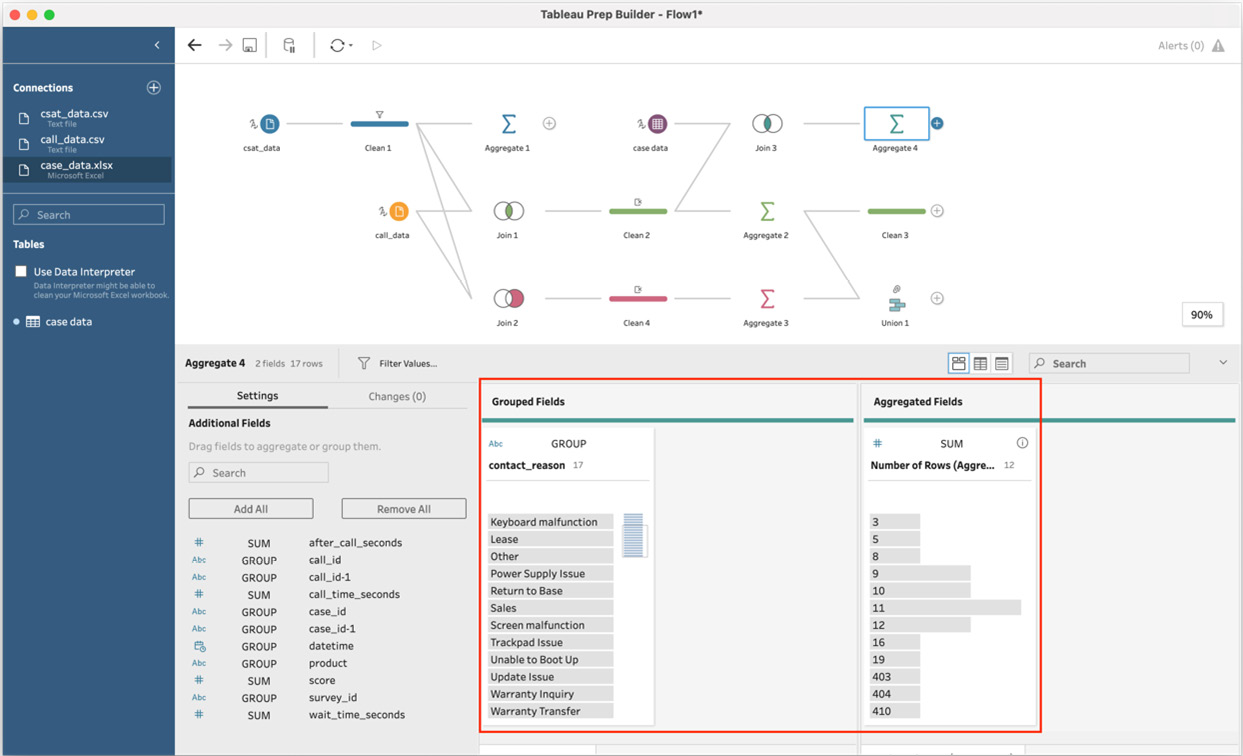 Tableau Prep Builder - Flow1*
Alerts (0)
Connections
csat_data.csv
Text file
call_data.csv
Text file
case_data.xlsx
Microsoft Excel
Search
Tables
Use Data Interpreter
Data Interpreter might be able to
clean your Microsoft Excel workbook.
case data
csat_data
Clean 1
Aggregate 1
case data
Join 3
Aggregate 4
call_data
Join 1
Clean 2
Aggregate 2
Clean 3
Join 2
Clean 4
Aggregate 3
Union 1
90%
Aggregate 4 2 fields 17 rows
Filter Values...
Search
Settings
Changes (0)
Additional Fields
Drag fields to aggregate or group them.
Search
Add All
Remove All
# SUM after_call_seconds
Abc GROUP call_id
Abc GROUP call_id-1
# SUM call_time_seconds
Abc GROUP case_id
Abc GROUP case_id-1
GROUP datetime
Abc GROUP product
# SUM score
Abc GROUP survey_id
# SUM wait_time_seconds
Grouped Fields
Abc GROUP
contact_reason 17
Keyboard malfunction
Lease
Other
Power Supply Issue
Return to Base
Sales
Screen malfunction
Trackpad Issue
Unable to Boot Up
Update Issue
Warranty Inquiry
Warranty Transfer
Aggregated Fields
# SUM
Number of Rows (Aggre... 12
3
5
8
9
10
11
12
16
19
403
404
410